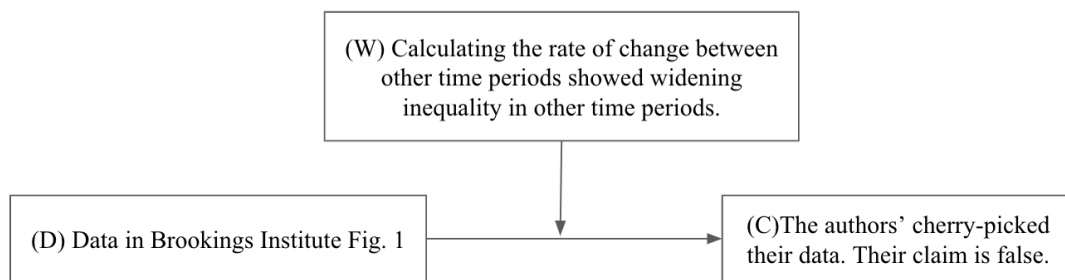 (W) Calculating the rate of change between
other time periods showed widening
inequality in other time periods.
(D) Data in Brookings Institute Fig. 1
(C)The authors’ cherry-picked
their data. Their claim is false.